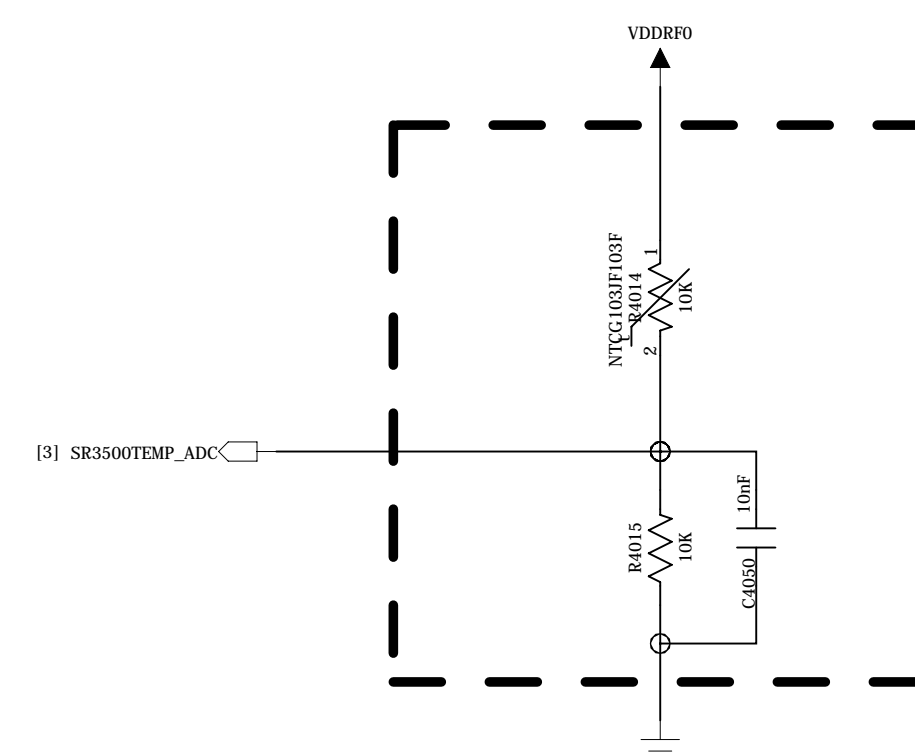 VDDRF0
NTCG103JF103F
R4014
t
10K
1
2
[3] SR3500TEMP_ADC
R4015
10K
10nF
C4050